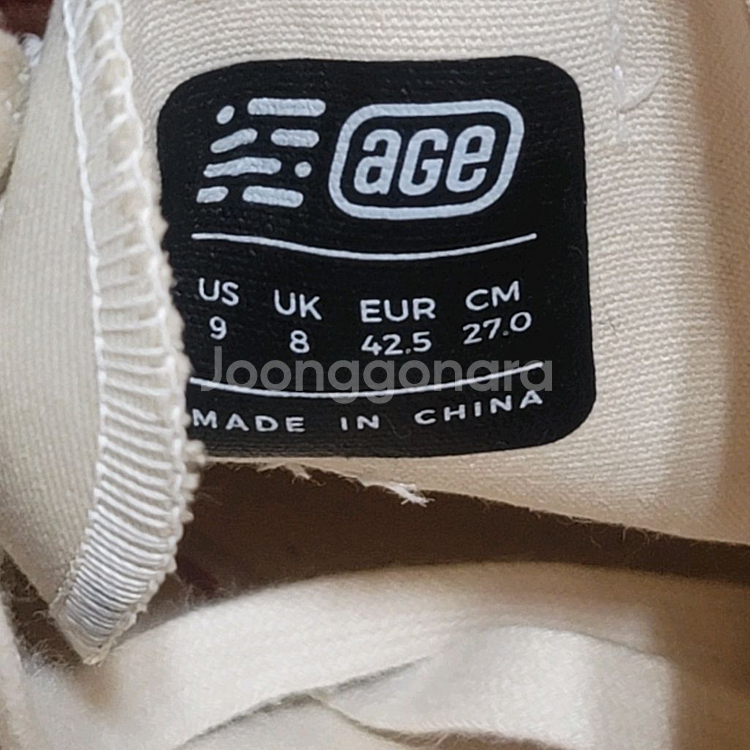 age
US UK EUR CM
9 8 42.5 27.0
Joonggonara
MADE IN CHINA